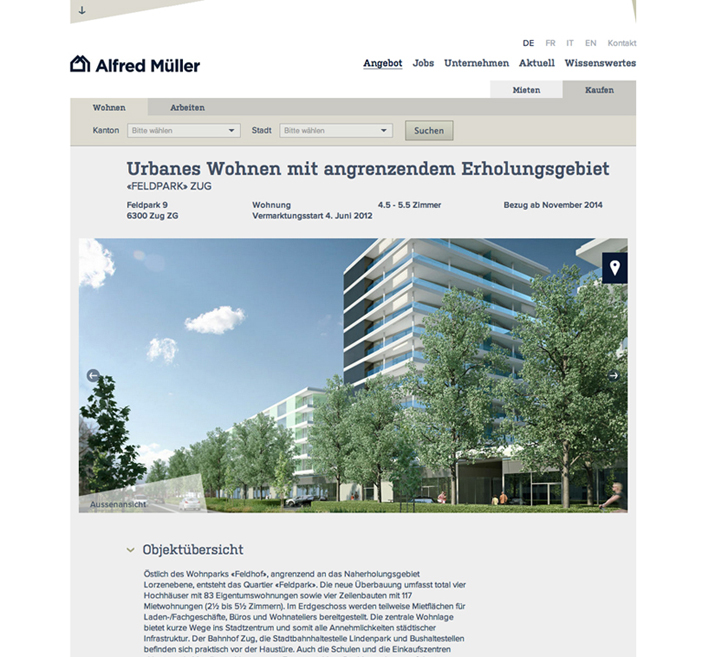 DE FR IT EN Kontakt
Alfred Müller
Angebot Jobs Unternehmen Aktuell Wissenswertes
Mieten Kaufen
Wohnen Arbeiten
Kanton Bitte wählen Stadt Bitte wählen Suchen
Urbanes Wohnen mit angrenzendem Erholungsgebiet
«FELDPARK» ZUG
Feldpark 9 Wohnung 4.5 - 5.5 Zimmer Bezug ab November 2014
6300 Zug ZG Vermarktungsstart 4. Juni 2012
Aussenansicht
Objektübersicht
Östlich des Wohnparks «Feldhof», angrenzend an das Naherholungsgebiet
Lorzenebene, entsteht das Quartier «Feldpark». Die neue Überbauung umfasst total vier
Hochhäuser mit 83 Eigentumswohnungen sowie vier Zeilenbauten mit 117
Mietwohnungen (2½ bis 5½ Zimmern). Im Erdgeschoss werden teilweise Mietflächen für
Laden-/Fachgeschäfte, Büros und Wohnateliers bereitgestellt. Die zentrale Wohnlage
bietet kurze Wege ins Stadtzentrum und somit alle Annehmlichkeiten städtischer
Infrastruktur. Der Bahnhof Zug, die Stadtbahnhaltestelle Lindenpark und Bushaltestellen
befinden sich praktisch vor der Haustüre. Auch die Schulen und die Einkaufszentren